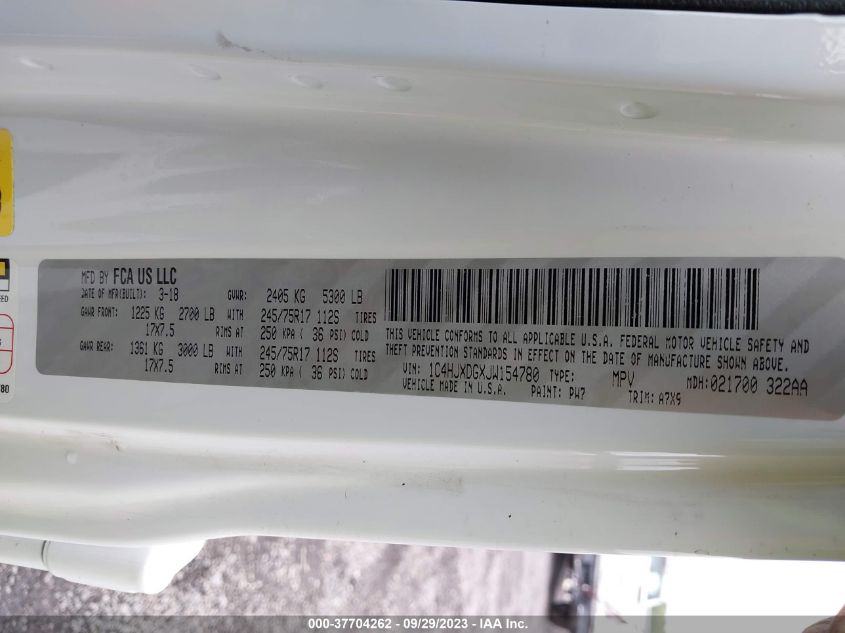 MFD BY FCA US LLC
DATE OF MFR(BUILT): 3-18 GVWR: 2405 KG 5300 LB
GAWR FRONT: 1225 KG 2700 LB WITH 245/75R17 112S TIRES
17X7.5 RIMS AT 250 KPA ( 36 PSI) COLD
GAWR REAR: 1361 KG 3000 LB WITH 245/75R17 112S TIRES
17X7.5 RIMS AT 250 KPA ( 36 PSI) COLD
THIS VEHICLE CONFORMS TO ALL APPLICABLE U.S.A. FEDERAL MOTOR VEHICLE SAFETY AND
THEFT PREVENTION STANDARDS IN EFFECT ON THE DATE OF MANUFACTURE SHOWN ABOVE.
VIN: 1C4HJXDGXJW154780 TYPE: MPV MDH:021700 322AA
VEHICLE MADE IN U.S.A. PAINT: PW7 TRIM: A7X9
780
000-37704262 - 09/29/2023 - IAA Inc.